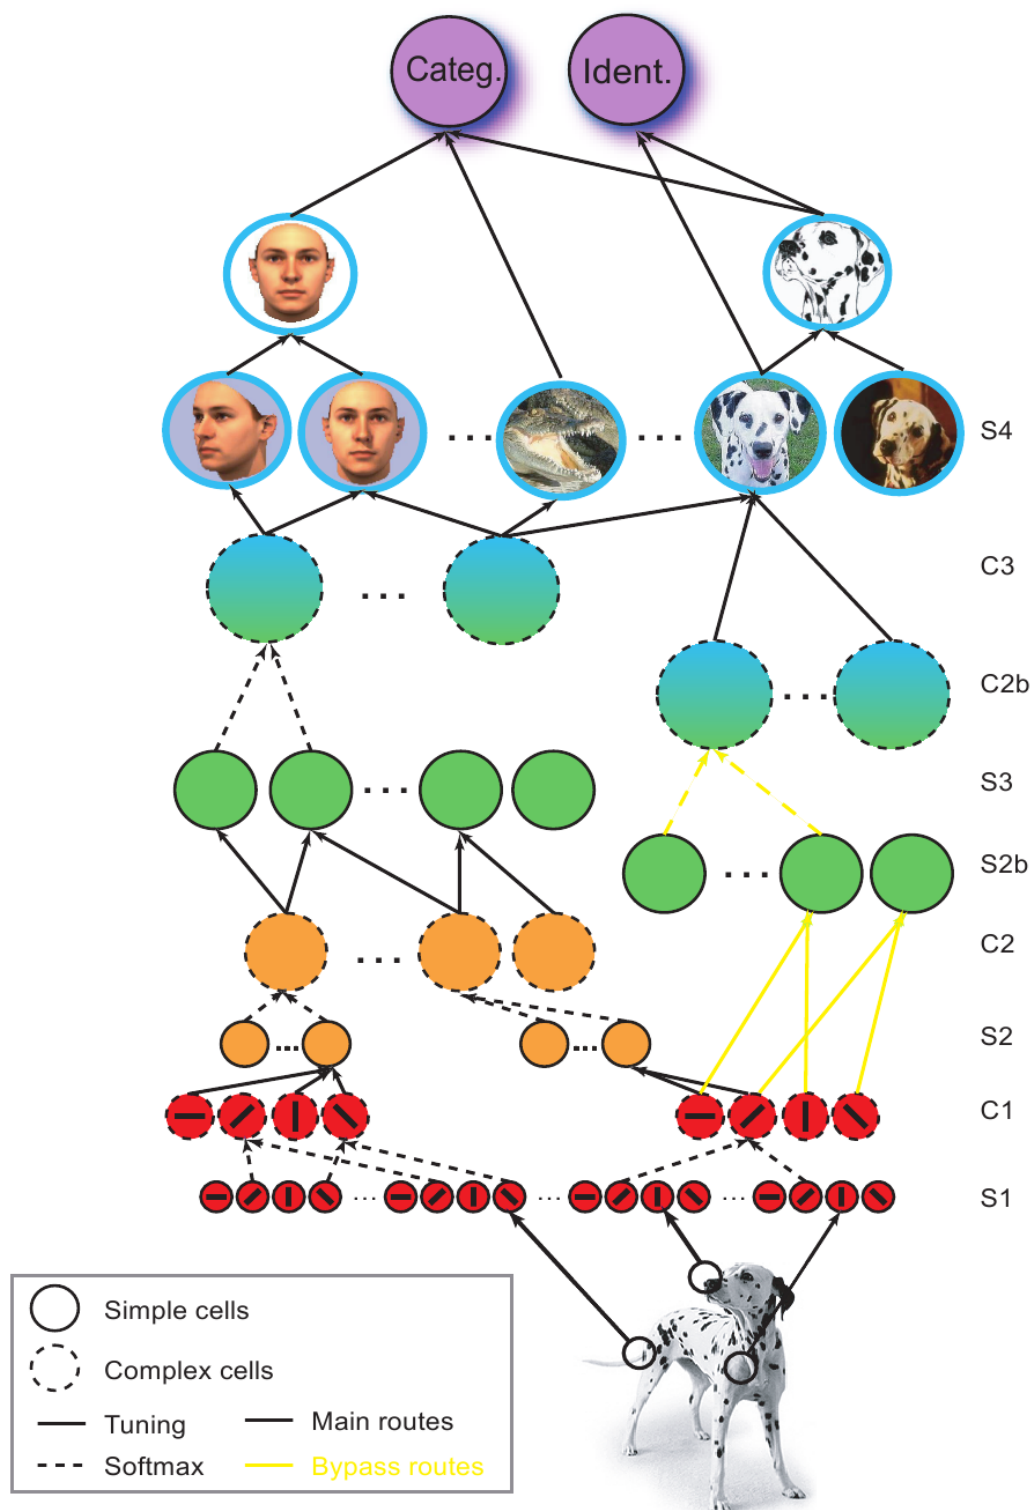 Categ.
Ident.
S4
C3
C2b
S3
S2b
C2
S2
C1
S1
Simple cells
Complex cells
Tuning
Main routes
Softmax
Bypass routes